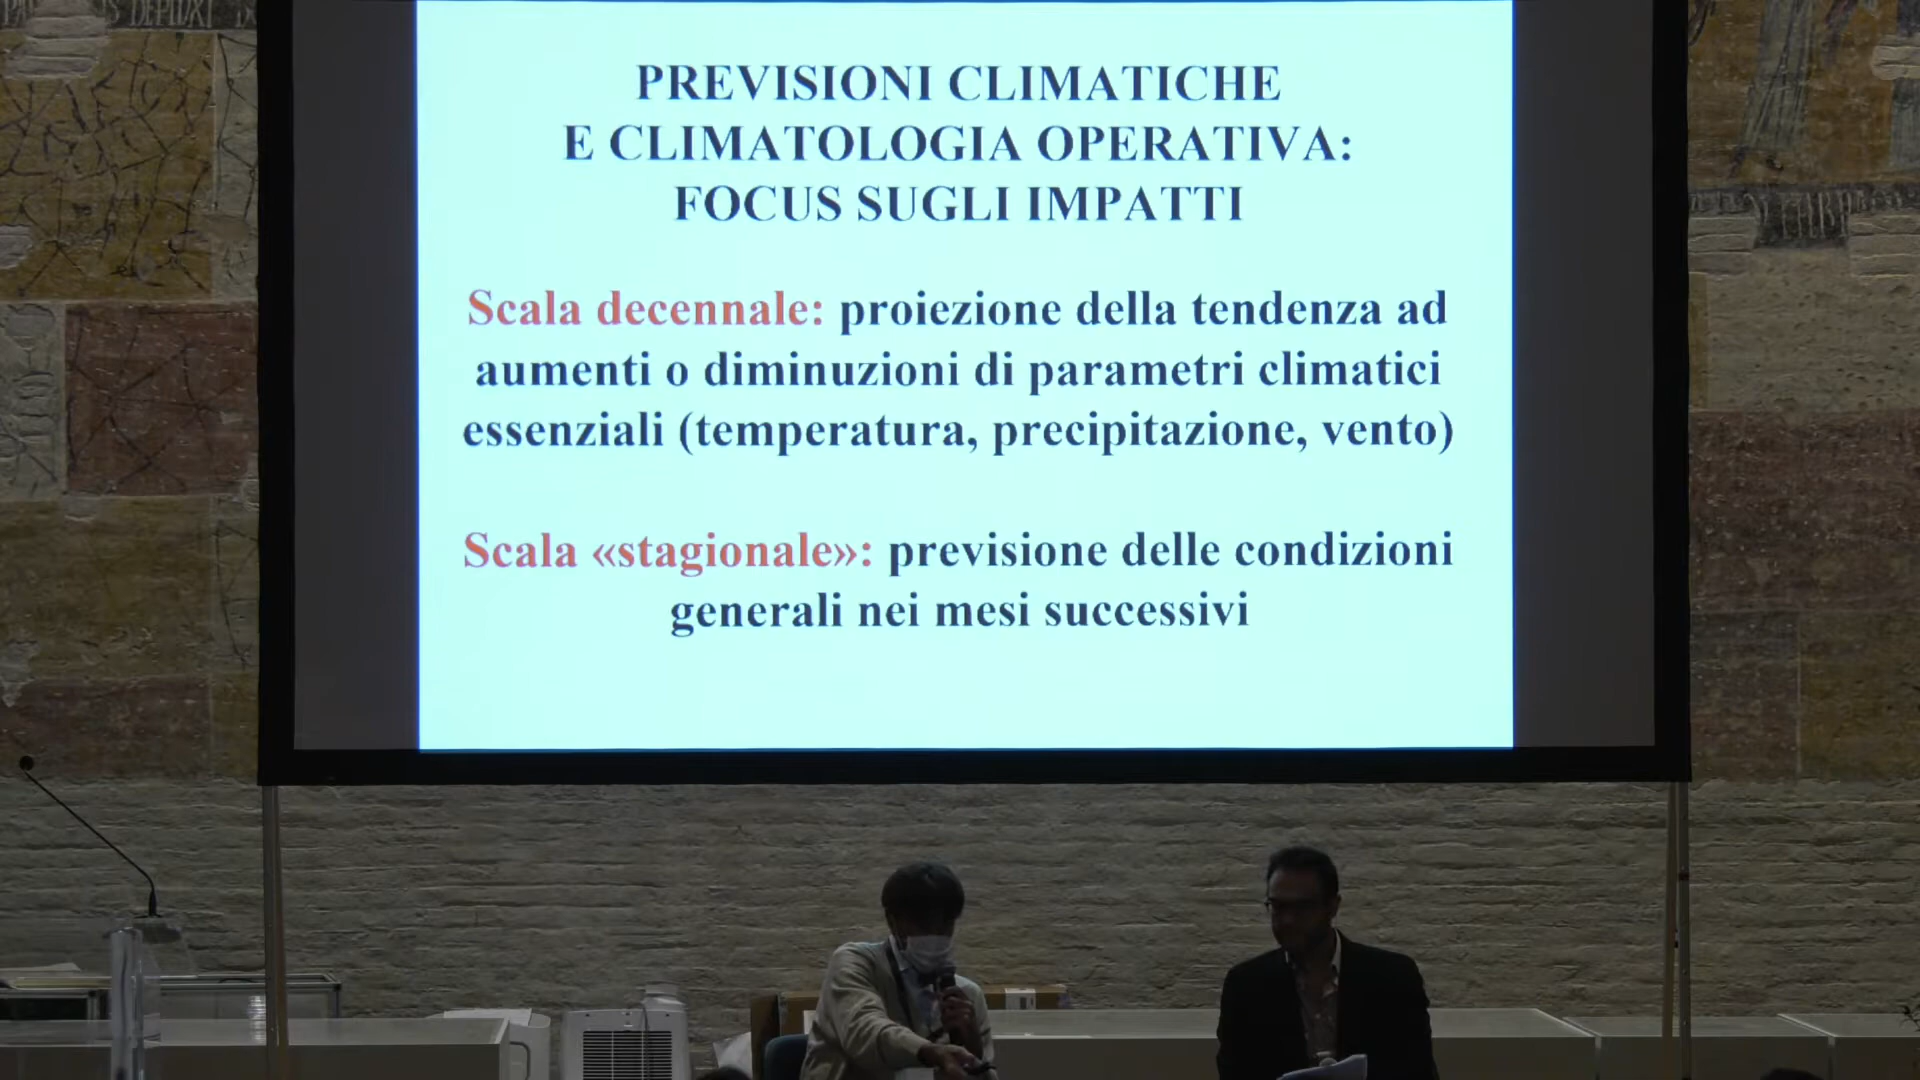 PREVISIONI CLIMATICHE
E CLIMATOLOGIA OPERATIVA:
FOCUS SUGLI IMPATTI
Scala decennale: proiezione della tendenza ad
aumenti o diminuzioni di parametri climatici
essenziali (temperatura, precipitazione, vento)
Scala «stagionale»: previsione delle condizioni
generali nei mesi successivi